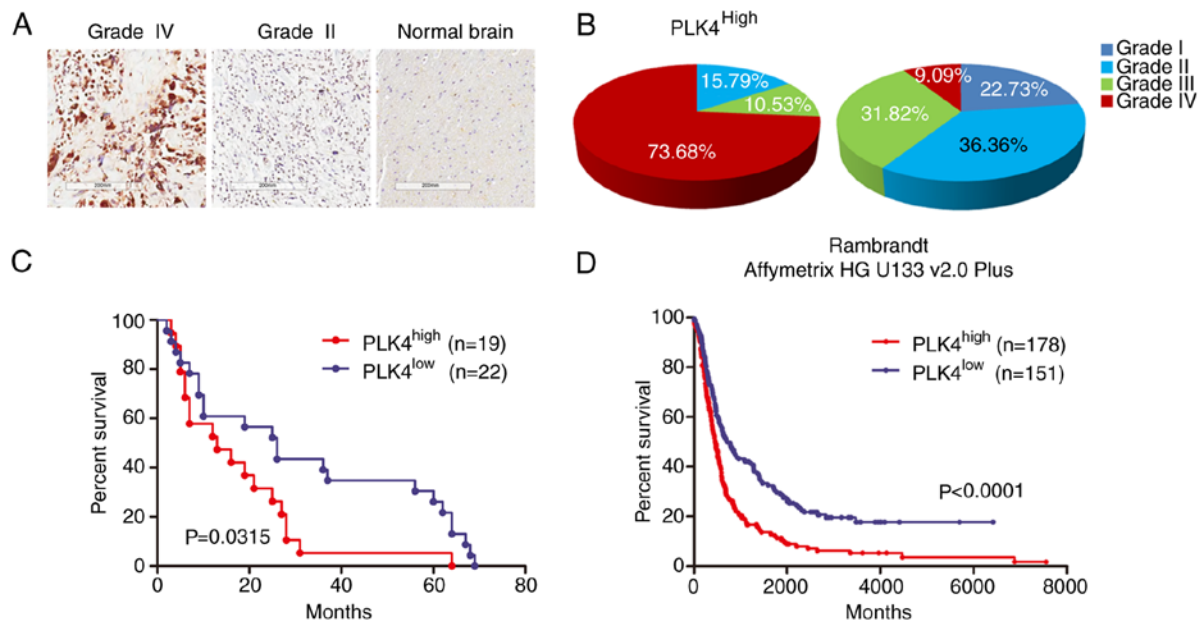 A
Grade IV
Grade II
Normal brain
B
PLK4High
15.79%
10.53%
73.68%
9.09%
22.73%
31.82%
36.36%
Grade I
Grade II
Grade III
Grade IV
C
100
80
60
40
20
0
Percent survival
PLK4high (n=19)
PLK4low (n=22)
P=0.0315
0 20 40 60 80
Months
D
Rambrandt
Affymetrix HG U133 v2.0 Plus
100
80
60
40
20
0
Percent survival
PLK4high (n=178)
PLK4low (n=151)
P<0.0001
0 2000 4000 6000 8000
Months